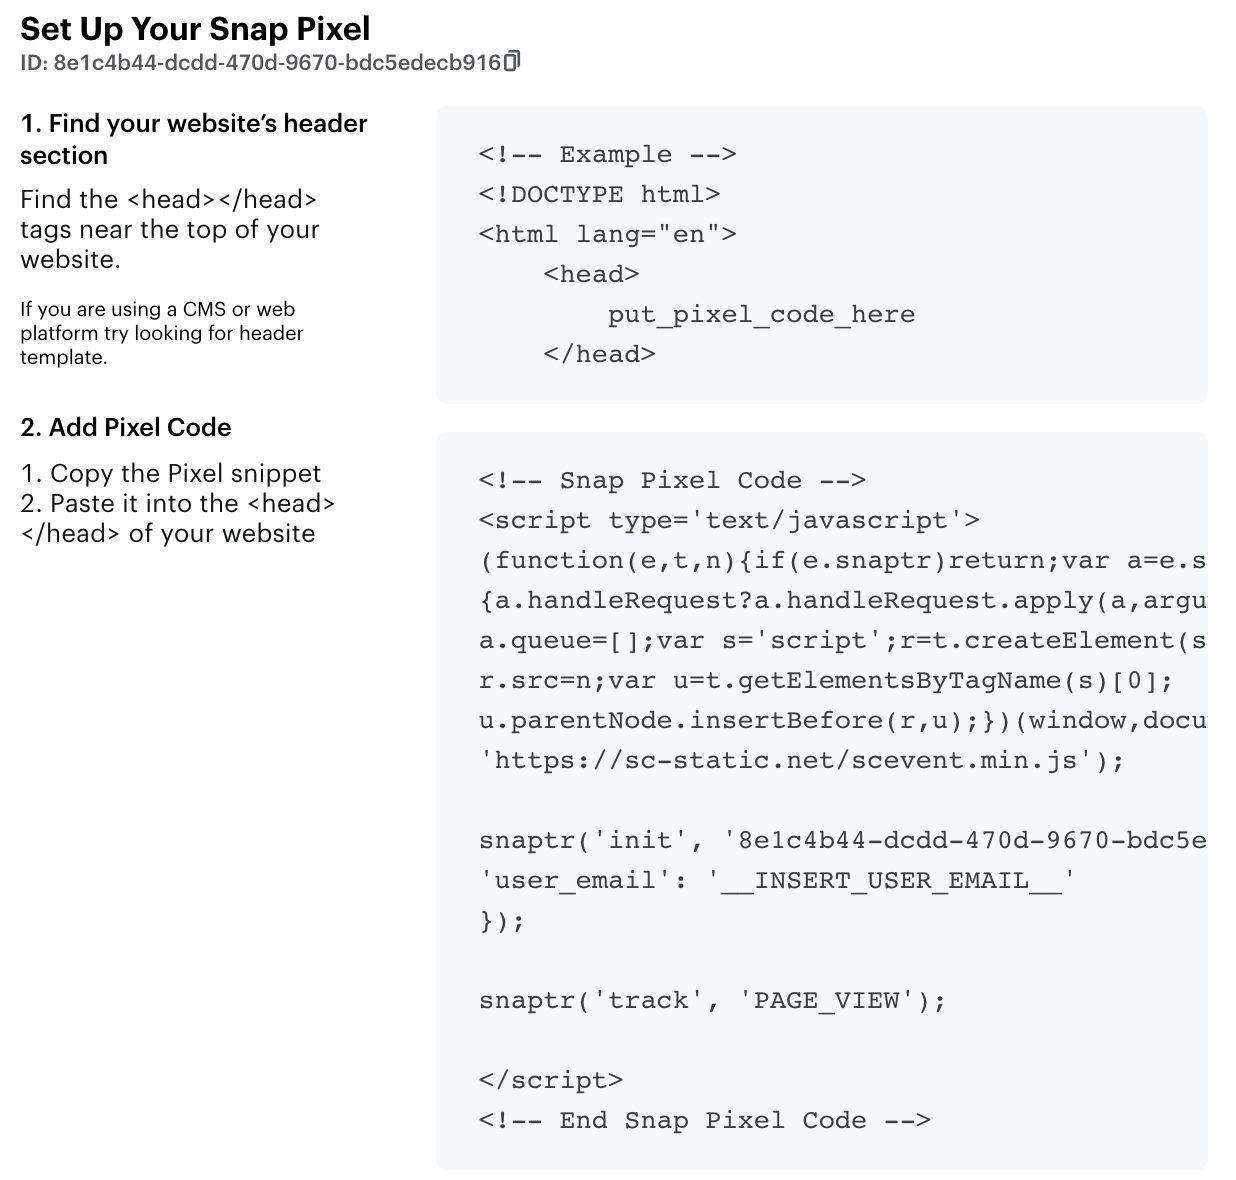 Set Up Your Snap Pixel
ID: 8e1c4b44-dcdd-470d-9670-bdc5edecb916
1. Find your website's header
section
Find the <head></head>
tags near the top of your
website.
If you are using a CMS or web
platform try looking for header
template.
<!-- Example -->
<!DOCTYPE html>
<html lang="en">
<head>
put_pixel_code_here
</head>
2. Add Pixel Code
1. Copy the Pixel snippet
2. Paste it into the <head>
</head> of your website
<!-- Snap Pixel Code -->
<script type='text/javascript'>
(function(e,t,n){if(e.snaptr)return;var a=e.s
{a.handleRequest?a.handleRequest.apply(a,argu
a.queue=[];var s='script';r=t.createElement(s
r.src=n;var u=t.getElementsByTagName(s)[0];
u.parentNode.insertBefore(r,u);})(window,docu
'https://sc-static.net/scevent.min.js');
snaptr('init', '8e1c4b44-dcdd-470d-9670-bdc5e
'user_email': '__INSERT_USER_EMAIL__'
});
snaptr('track', 'PAGE_VIEW');
</script>
<!-- End Snap Pixel Code -->